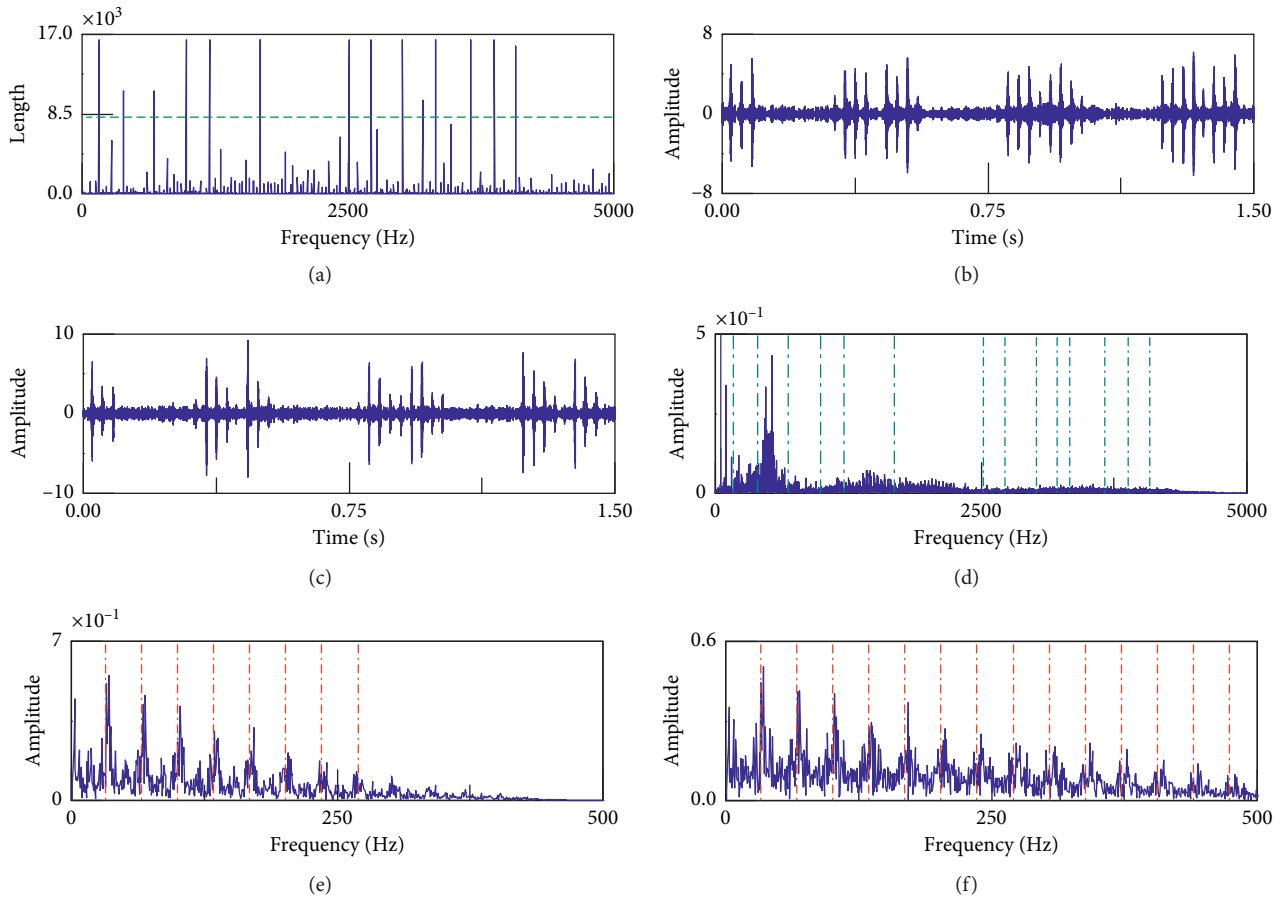 ×10³
17.0
8.5
0.0
Length
0
2500
5000
Frequency (Hz)
(a)
8
0
−8
Amplitude
0.00
0.75
1.50
Time (s)
(b)
10
0
−10
Amplitude
0.00
0.75
1.50
Time (s)
(c)
×10⁻¹
5
0
Amplitude
0
2500
5000
Frequency (Hz)
(d)
×10⁻¹
7
0
Amplitude
0
250
500
Frequency (Hz)
(e)
0.6
0.0
Amplitude
0
250
500
Frequency (Hz)
(f)